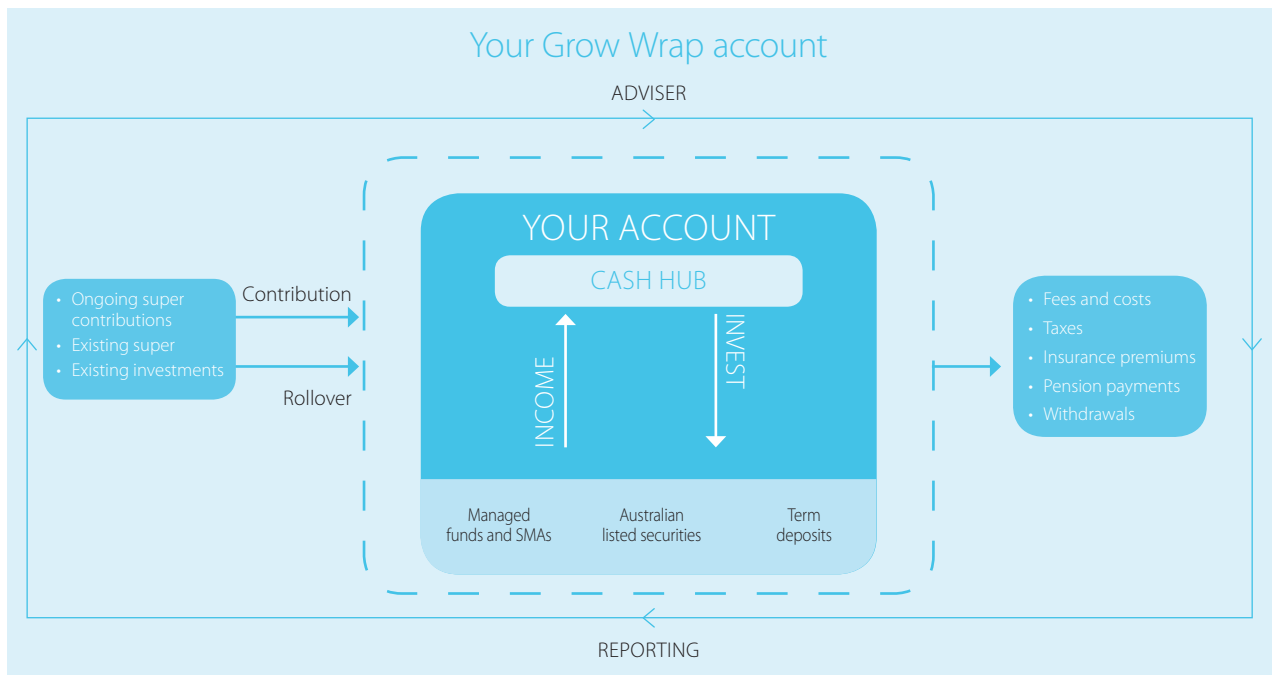 Your Grow Wrap account
ADVISER
• Ongoing super
contributions
• Existing super
• Existing investments
Contribution
Rollover
YOUR ACCOUNT
CASH HUB
INCOME
INVEST
Managed
funds and SMAs
Australian
listed securities
Term
deposits
• Fees and costs
• Taxes
• Insurance premiums
• Pension payments
• Withdrawals
REPORTING